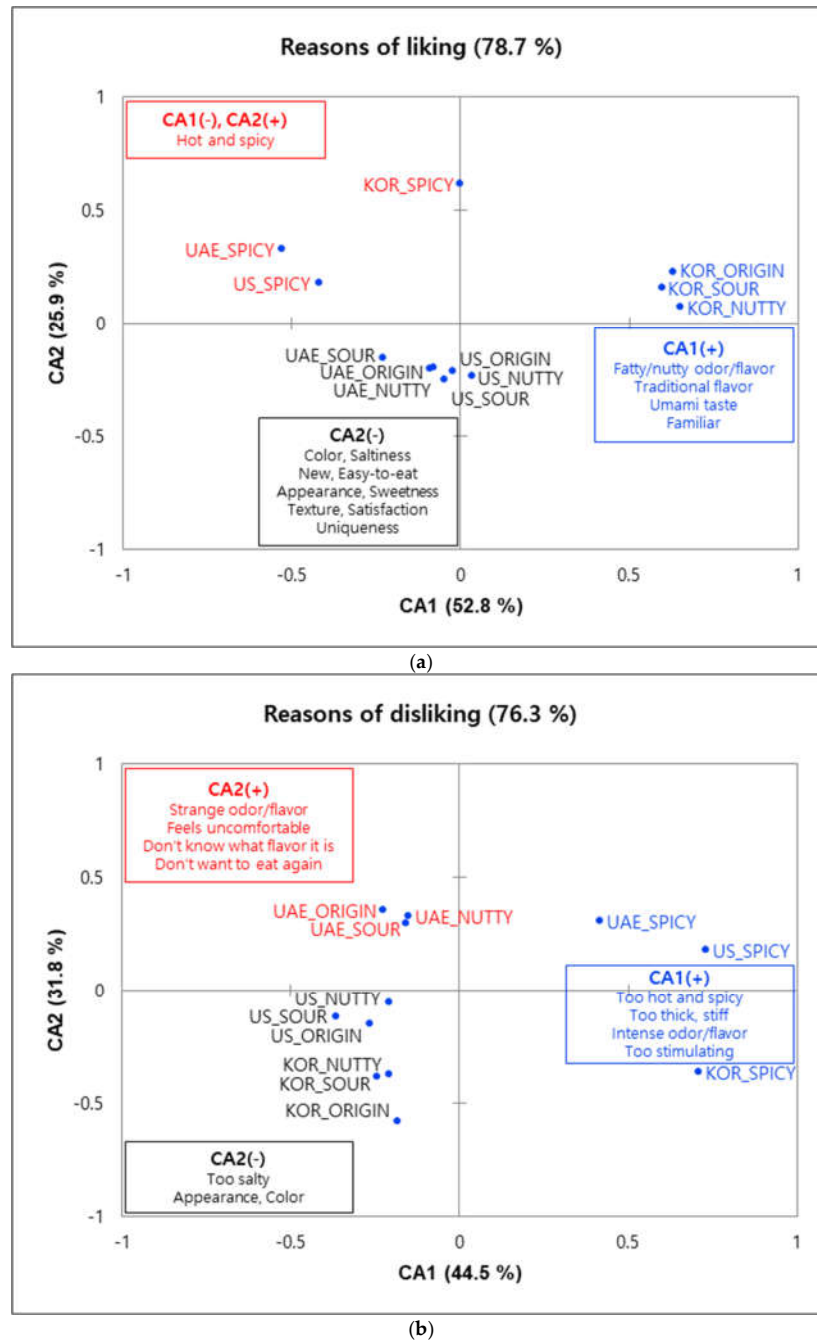 Reasons of liking (78.7 %)
1
CA1(-), CA2(+)
Hot and spicy
KOR_SPICY
0.5
UAE_SPICY
US_SPICY
KOR_ORIGIN
KOR_SOUR
KOR_NUTTY
0
CA2 (25.9 %)
UAE_SOUR
US_ORIGIN
UAE_ORIGIN
US_NUTTY
UAE_NUTTY
US_SOUR
CA1(+)
Fatty/nutty odor/flavor
Traditional flavor
Umami taste
Familiar
-0.5
CA2(-)
Color, Saltiness
New, Easy-to-eat
Appearance, Sweetness
Texture, Satisfaction
Uniqueness
-1
-1 -0.5 0 0.5 1
CA1 (52.8 %)
(a)
Reasons of disliking (76.3 %)
1
CA2(+)
Strange odor/flavor
Feels uncomfortable
Don't know what flavor it is
Don't want to eat again
0.5
UAE_ORIGIN
UAE_NUTTY
UAE_SOUR
UAE_SPICY
US_SPICY
0
CA2 (31.8 %)
US_NUTTY
US_SOUR
US_ORIGIN
CA1(+)
Too hot and spicy
Too thick, stiff
Intense odor/flavor
Too stimulating
KOR_NUTTY
KOR_SOUR
KOR_SPICY
-0.5
KOR_ORIGIN
CA2(-)
Too salty
Appearance, Color
-1
-1 -0.5 0 0.5 1
CA1 (44.5 %)
(b)